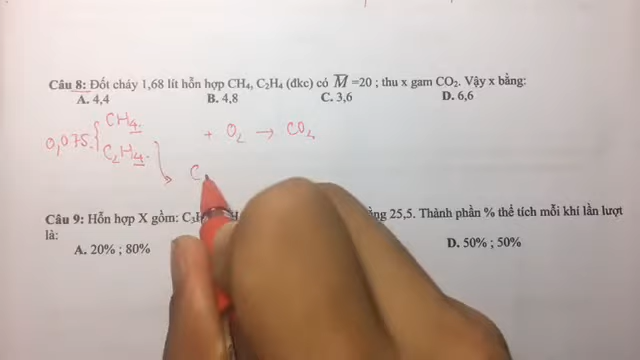 Câu 8: Đốt cháy 1,68 lít hỗn hợp CH4, C2H4 (đkc) có M̅ =20 ; thu x gam CO2. Vậy x bằng:
A. 4,4 B. 4,8 C. 3,6 D. 6,6
CH4
0,075 { + O2 → CO2
C2H4
C
Câu 9: Hỗn hợp X gồm: 25,5. Thành phần % thể tích mỗi khí lần lượt
là:
A. 20% ; 80% D. 50% ; 50%